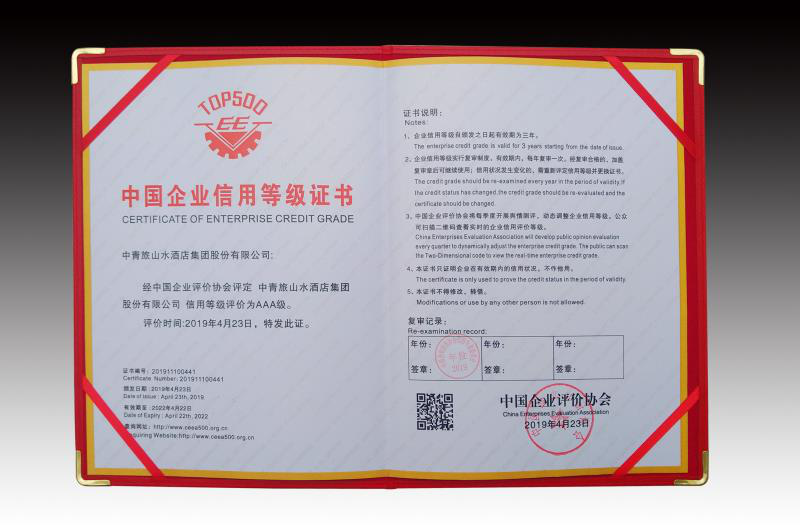 TOP500
CEE
中国企业信用等级证书
CERTIFICATE OF ENTERPRISE CREDIT GRADE
中青旅山水酒店集团股份有限公司:
经中国企业评价协会评定 中青旅山水酒店集团
股份有限公司 信用等级评价为AAA级。
评价时间:2019年4月23日，特发此证。
证书编号: 201911100441
Certificate Number: 201911100441
颁发日期: 2019年4月23日
Date of Issue: April 23th, 2019
有效期至: 2022年4月22日
Date of Expiry: April 22th, 2022
查询网址: http://www.ceea500.org.cn
Inquiring Website:http://www.ceea500.org.cn
证书说明:
Notes:
1、企业信用等级自颁发之日起有效期为三年。
The enterprise credit grade is valid for 3 years starting from the date of issue.
2、企业信用等级实行复审制度，有效期内，每年复审一次。经复审合格的，加盖
复审章后可继续使用；信用状况发生变化的，需重新评定信用等级并更换证书。
The credit grade should be re-examined every year in the period of validity.If
the credit status has changed,the credit grade should be re-evaluated and the
certificate should be changed.
3、中国企业评价协会将每季度开展舆情测评，动态调整企业信用等级。公众
可扫描二维码查看实时的企业信用评价等级。
China Enterprises Evaluation Association will develop public opinion evaluation
every quarter to dynamically adjust the enterprise credit grade. The public can scan
the Two-Dimensional code to view the real-time enterprise credit grade.
4、本证书只证明企业在有效期内的信用状况，不作他用。
The certificate is only used to prove the credit status in the period of validity.
5、本证书不得修改、转借。
Modifications or use by any other person is not allowed.
复审记录:
Re-examination record:
年份: 年份: 年份:
年检
2019
签章: 签章: 签章:
中国企业评价协会
China Enterprises Evaluation Association
2019年4月23日